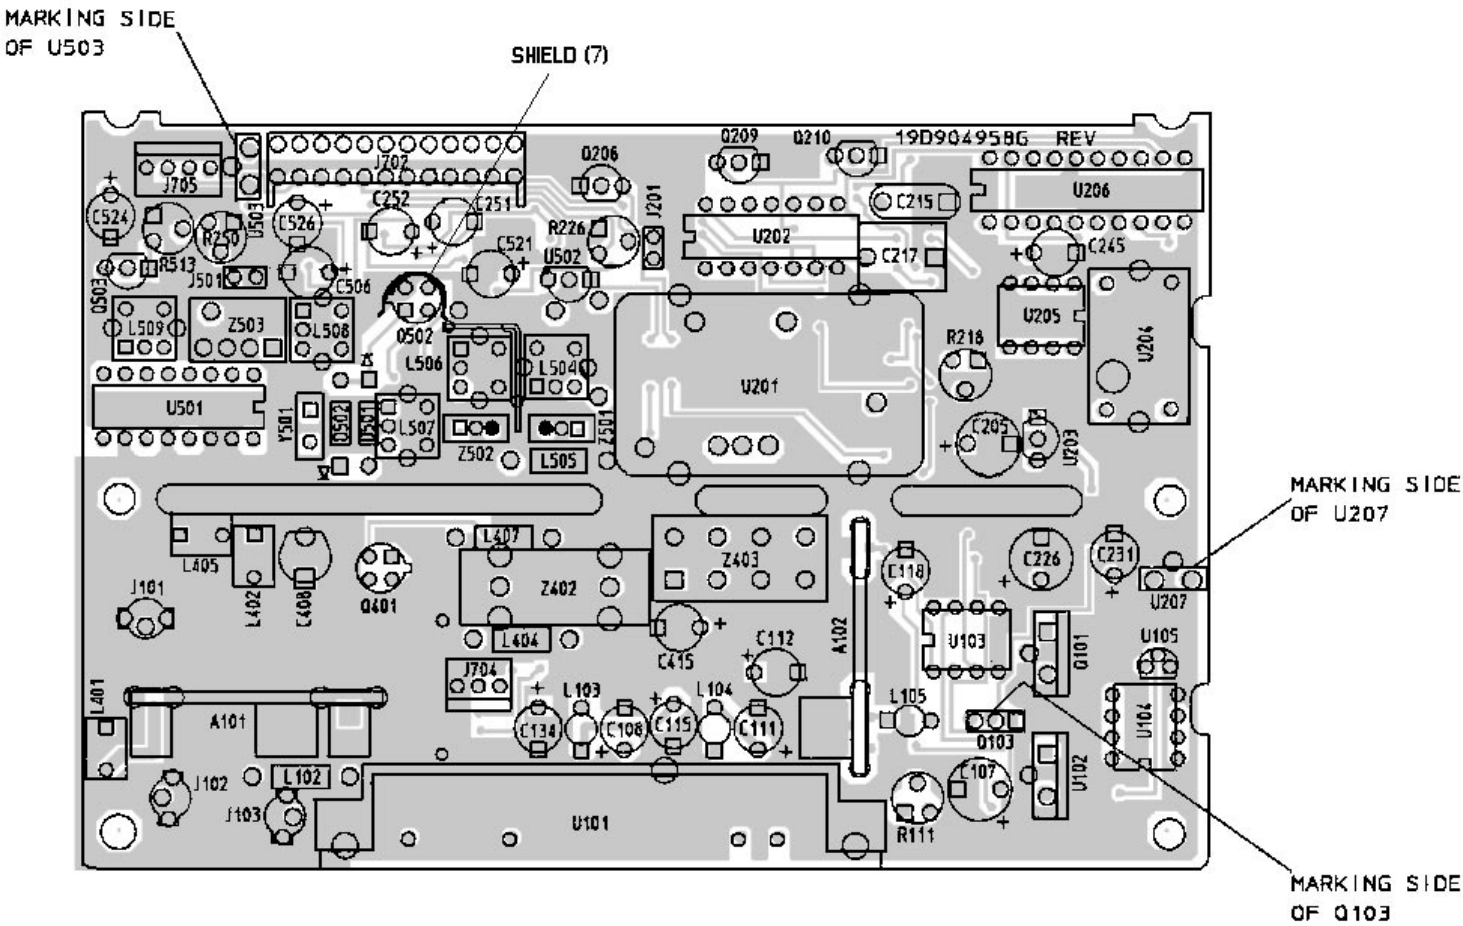 MARKING SIDE
OF U503
SHIELD (7)
Q209
Q210
19D904958G REV
J702
J705
Q206
U206
C524
C252
C251
J201
C215
R250
U503
C526
R226
U202
C245
C521
U502
C217
R513
J501
C506
Q503
L509
Z503
L508
Q502
U205
R218
U204
L506
L504
U201
U501
Y501
D502
D501
L507
Z502
Z501
L505
C205
U203
MARKING SIDE
OF U207
L407
Z403
L405
C226
C231
C118
J101
L402
C408
Q401
Z402
U207
A102
L404
C415
C112
U103
Q101
U105
J704
L401
A101
L103
L104
L105
C134
C108
C115
C111
Q103
U104
J102
L102
C107
U102
J103
U101
R111
MARKING SIDE
OF Q103